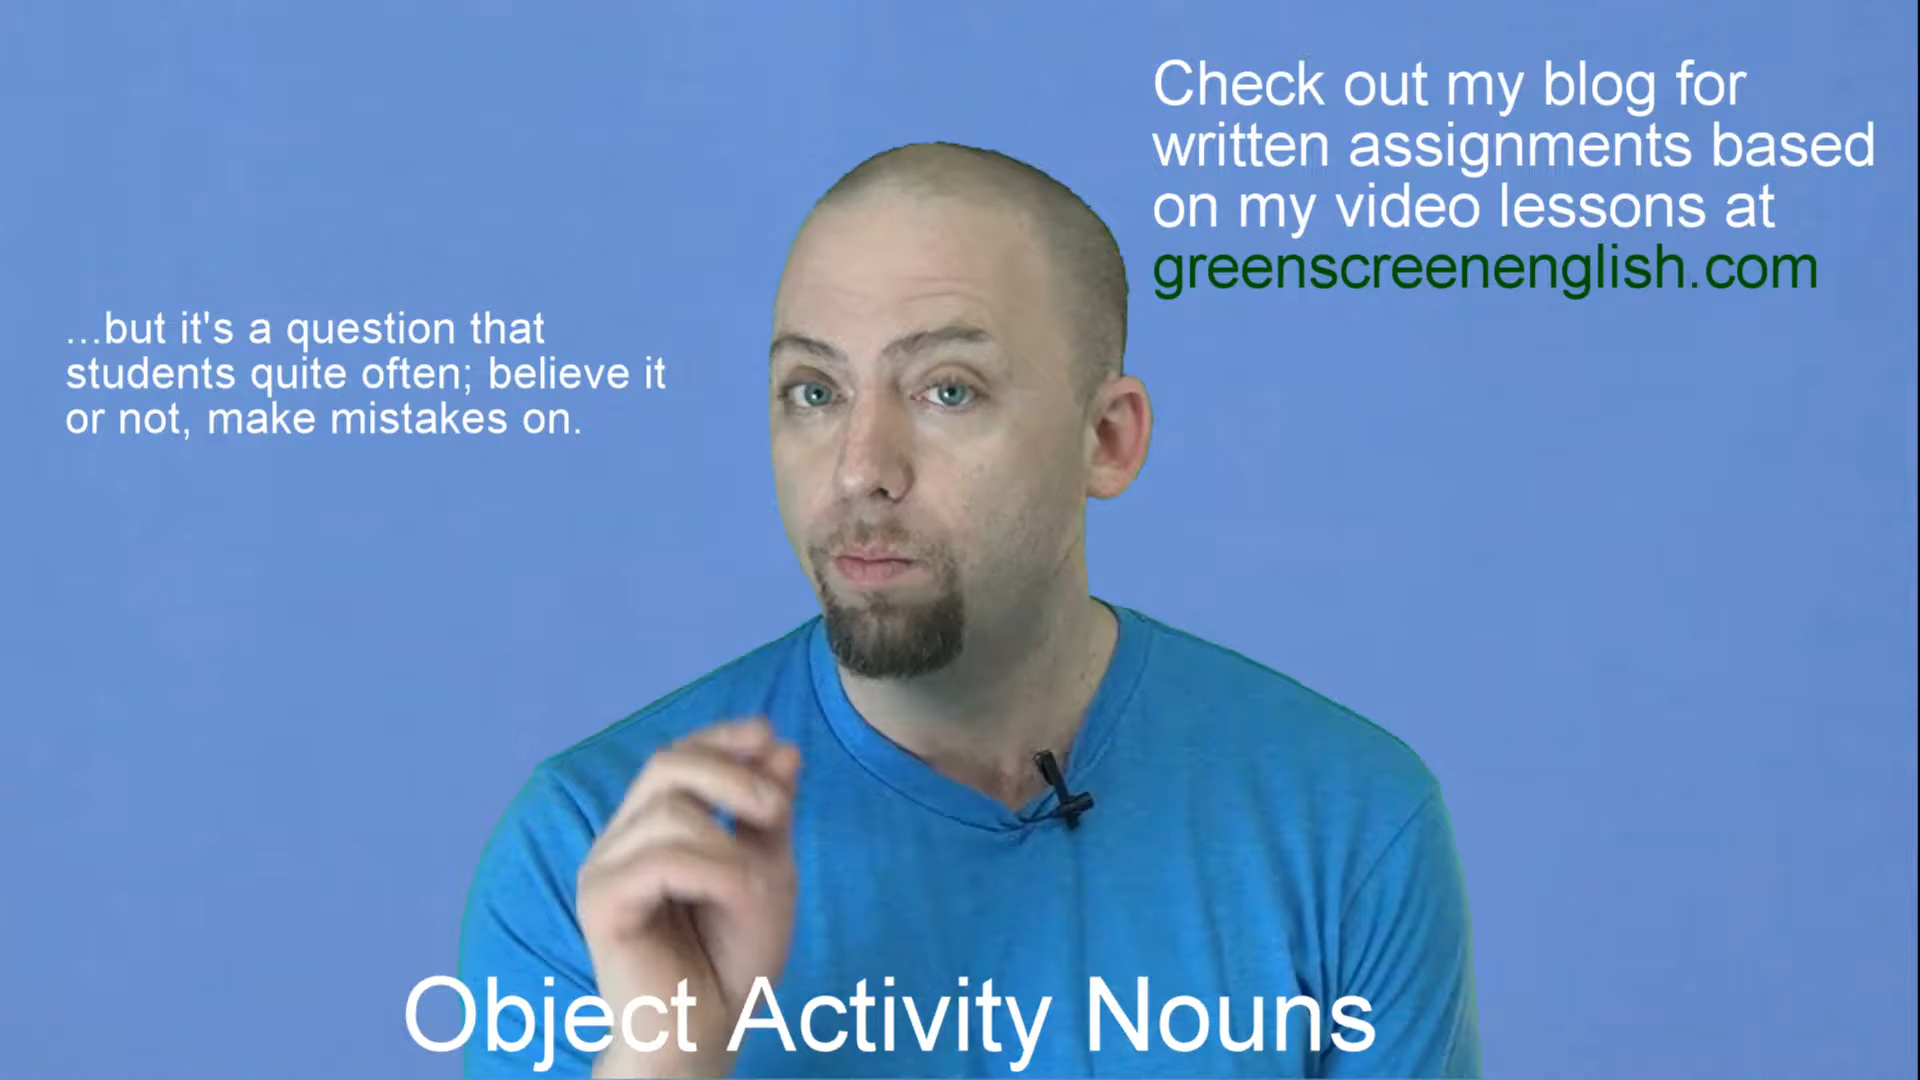 Check out my blog for
written assignments based
on my video lessons at
greenscreenenglish.com
...but it's a question that
students quite often; believe it
or not, make mistakes on.
Object Activity Nouns